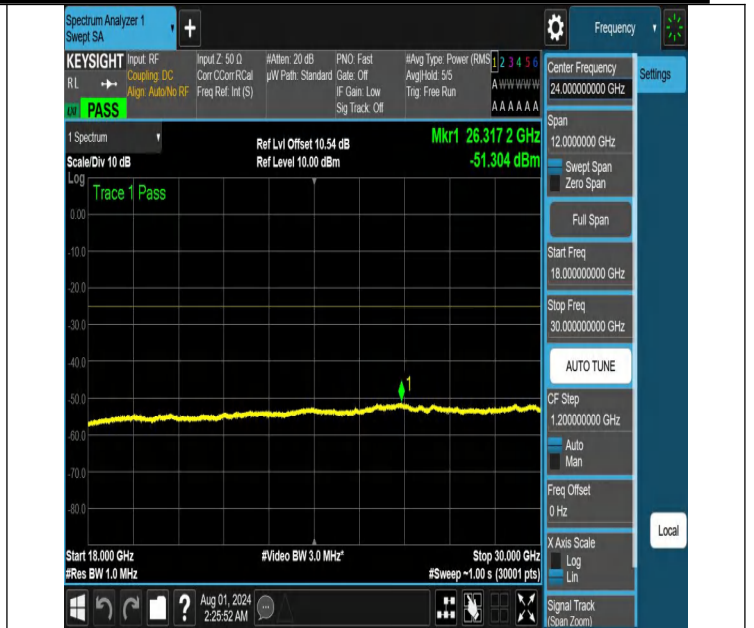 Spectrum Analyzer 1
Swept SA
+
Frequency
KEYSIGHT
RL
PASS
Input: RF
Coupling: DC
Align: Auto/No RF
Input Z: 50 Ω
Corr CCorr RCal
Freq Ref: Int (S)
#Atten: 20 dB
µW Path: Standard
PNO: Fast
Gate: Off
IF Gain: Low
Sig Track: Off
#Avg Type: Power (RMS
Avg|Hold: 5/5
Trig: Free Run
1 2 3 4 5 6
A W W W W W
A A A A A A
1 Spectrum
Scale/Div 10 dB
Ref Lvl Offset 10.54 dB
Ref Level 10.00 dBm
Mkr1 26.317 2 GHz
-51.304 dBm
Log
Trace 1 Pass
0.00
-10.0
-20.0
-30.0
-40.0
-50.0
-60.0
-70.0
-80.0
1
Start 18.000 GHz
#Res BW 1.0 MHz
#Video BW 3.0 MHz*
Stop 30.000 GHz
#Sweep ~1.00 s (30001 pts)
Center Frequency
24.000000000 GHz
Settings
Span
12.0000000 GHz
Swept Span
Zero Span
Full Span
Start Freq
18.000000000 GHz
Stop Freq
30.000000000 GHz
AUTO TUNE
CF Step
1.200000000 GHz
Auto
Man
Freq Offset
0 Hz
X Axis Scale
Log
Lin
Local
Signal Track
(Span Zoom)
?
Aug 01, 2024
2:25:52 AM